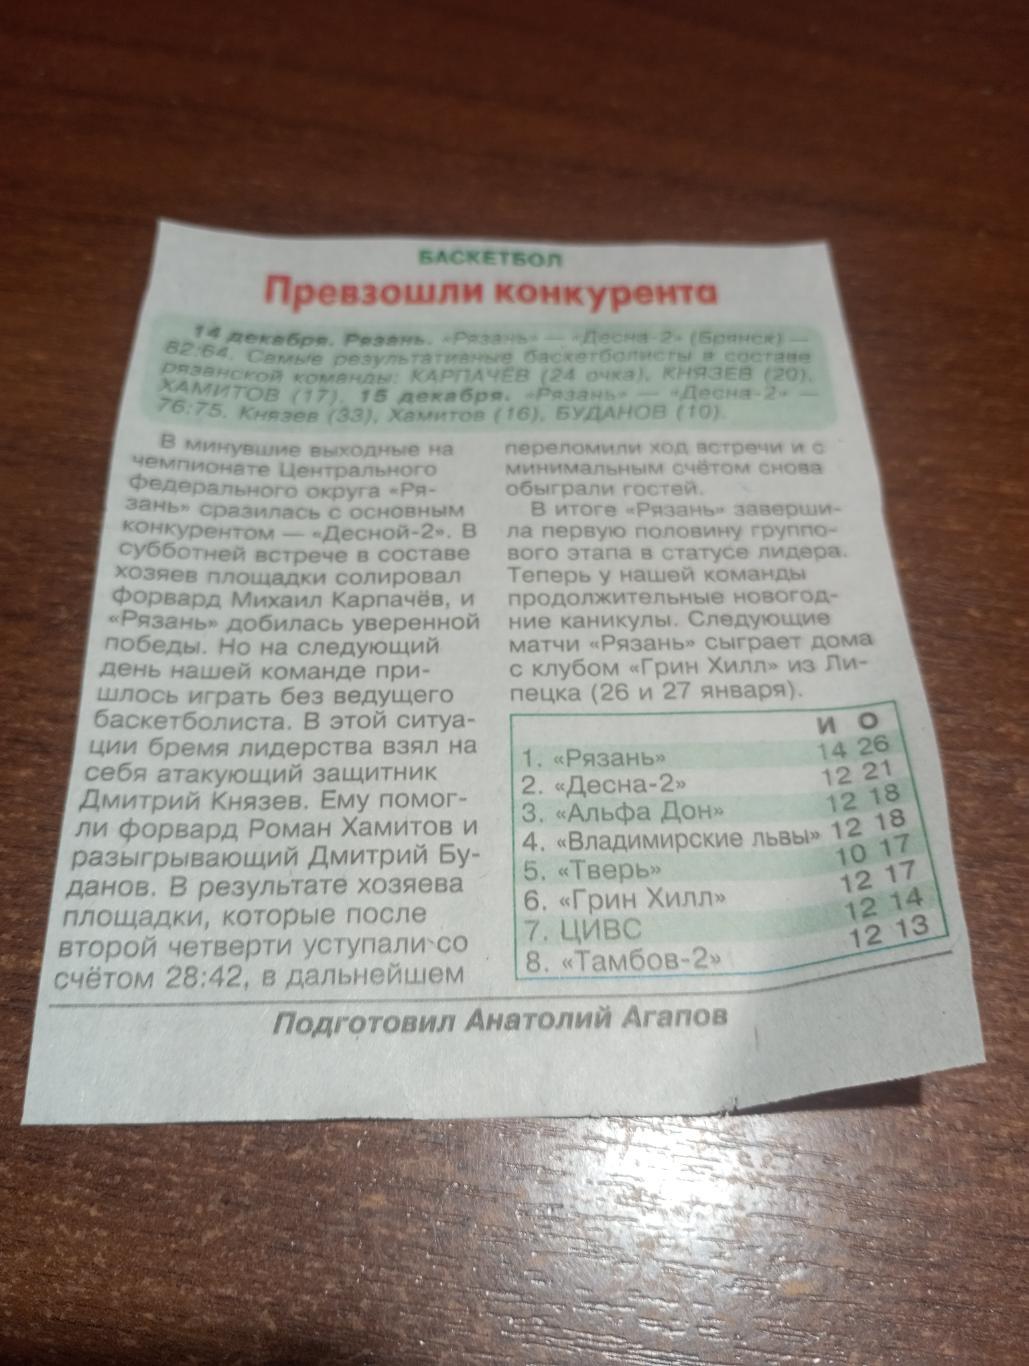 БАСКЕТБОЛ
Превзошли конкурента
14 декабря. Рязань. «Рязань» — «Десна-2» (Брянск) —
82:64. Самые результативные баскетболисты в составе
рязанской команды: КАРПАЧЁВ (24 очка), КНЯЗЕВ (20),
ХАМИТОВ (17). 15 декабря. «Рязань» — «Десна-2» —
76:75. Князев (33), Хамитов (16), БУДАНОВ (10).
В минувшие выходные на
чемпионате Центрального
Федерального округа «Ря-
зань» сразилась с основным
конкурентом — «Десной-2». В
субботней встрече в составе
хозяев площадки солировал
форвард Михаил Карпачёв, и
«Рязань» добилась уверенной
победы. Но на следующий
день нашей команде при-
шлось играть без ведущего
баскетболиста. В этой ситуа-
ции бремя лидерства взял на
себя атакующий защитник
Дмитрий Князев. Ему помог-
ли форвард Роман Хамитов и
разыгрывающий Дмитрий Бу-
данов. В результате хозяева
площадки, которые после
второй четверти уступали со
счётом 28:42, в дальнейшем
переломили ход встречи и с
минимальным счётом снова
обыграли гостей.
В итоге «Рязань» заверши-
ла первую половину группо-
вого этапа в статусе лидера.
Теперь у нашей команды
продолжительные новогод-
ние каникулы. Следующие
матчи «Рязань» сыграет дома
с клубом «Грин Хилл» из Ли-
пецка (26 и 27 января).
И О
1. «Рязань» 14 26
2. «Десна-2» 12 21
3. «Альфа Дон» 12 18
4. «Владимирские львы» 12 18
5. «Тверь» 10 17
6. «Грин Хилл» 12 17
7. ЦИВС 12 14
8. «Тамбов-2» 12 13
Подготовил Анатолий Агапов